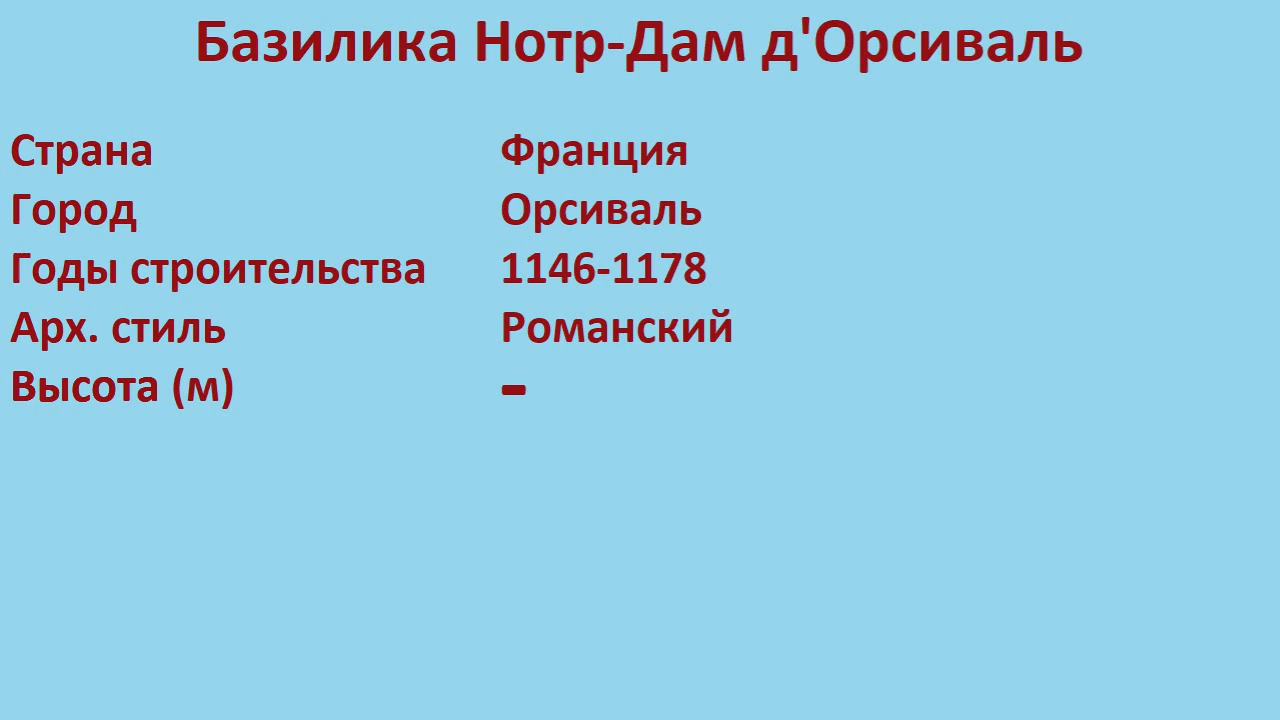 Базилика Нотр-Дам д'Орсиваль
Страна Франция
Город Орсиваль
Годы строительства 1146-1178
Арх. стиль Романский
Высота (м) -